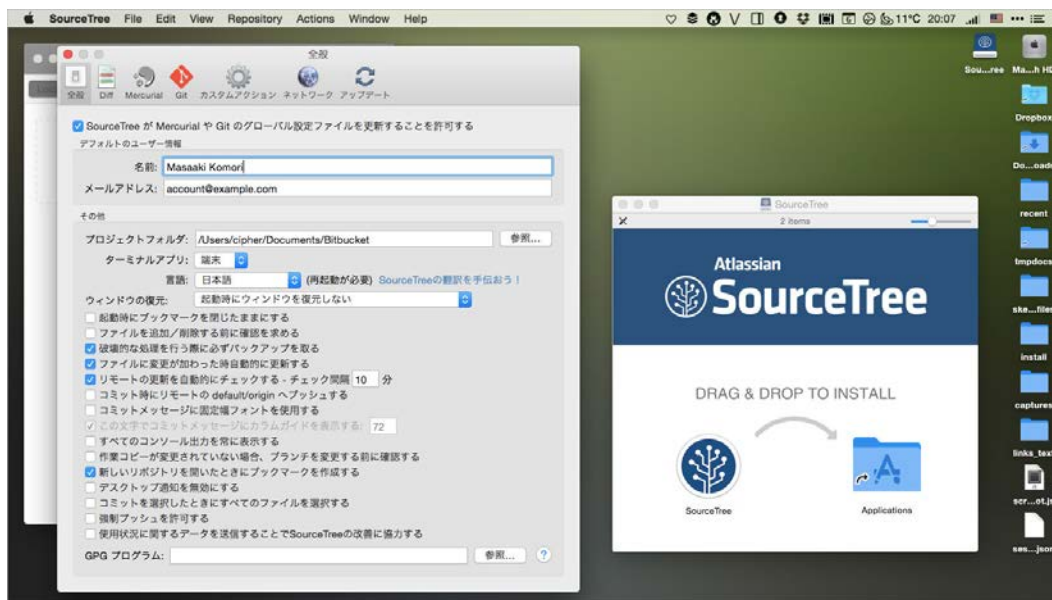 SourceTree File Edit View Repository Actions Window Help
11°C 20:07
全般
全般 Diff Mercurial Git カスタムアクション ネットワーク アップデート
SourceTree が Mercurial や Git のグローバル設定ファイルを更新することを許可する
デフォルトのユーザー情報
名前: Masaaki Komori
メールアドレス: account@example.com
その他
プロジェクトフォルダ: /Users/cipher/Documents/Bitbucket 参照...
ターミナルアプリ: 端末
言語: 日本語 (再起動が必要) SourceTreeの翻訳を手伝おう！
ウィンドウの復元: 起動時にウィンドウを復元しない
起動時にブックマークを閉じたままにする
ファイルを追加／削除する前に確認を求める
破壊的な処理を行う際に必ずバックアップを取る
ファイルに変更が加わった時自動的に更新する
リモートの更新を自動的にチェックする - チェック間隔 10 分
コミット時にリモートの default/origin へプッシュする
コミットメッセージに固定幅フォントを使用する
この文字でコミットメッセージにカラムガイドを表示する: 72
すべてのコンソール出力を常に表示する
作業コピーが変更されていない場合、ブランチを変更する前に確認する
新しいリポジトリを開いたときにブックマークを作成する
デスクトップ通知を無効にする
コミットを選択したときにすべてのファイルを選択する
強制プッシュを許可する
使用状況に関するデータを送信することでSourceTreeの改善に協力する
GPG プログラム: 参照... ?
SourceTree
2 items
Atlassian
SourceTree
DRAG & DROP TO INSTALL
SourceTree Applications
Sou...ree Ma...h HD
Dropbox
Do...oads
recent
tmpdocs
ske...files
install
captures
links_text
scr...ot.js
ses...json